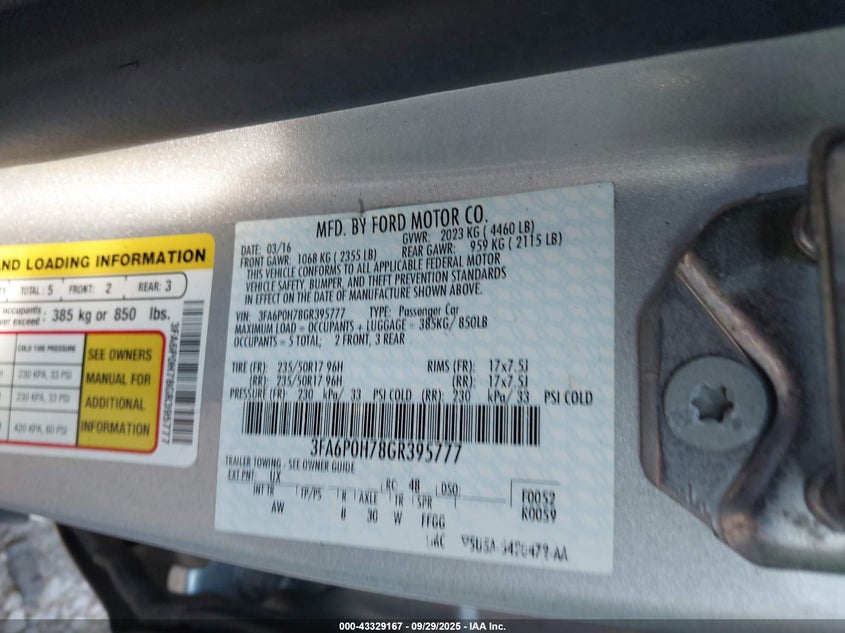 AND LOADING INFORMATION
TOTAL: 5 FRONT: 2 REAR: 3
occupants
exceed: 385 kg or 850 lbs.
COLD TIRE PRESSURE
230 KPA, 33 PSI
230 KPA, 33 PSI
420 KPA, 60 PSI
SEE OWNERS
MANUAL FOR
ADDITIONAL
INFORMATION
3FA6P0H78GR395777
MFD. BY FORD MOTOR CO.
DATE: 03/16 GVWR: 2023 KG ( 4460 LB)
FRONT GAWR: 1068 KG ( 2355 LB) REAR GAWR: 959 KG ( 2115 LB)
THIS VEHICLE CONFORMS TO ALL APPLICABLE FEDERAL MOTOR
VEHICLE SAFETY, BUMPER, AND THEFT PREVENTION STANDARDS
IN EFFECT ON THE DATE OF MANUFACTURE SHOWN ABOVE.
VIN: 3FA6P0H78GR395777 TYPE: Passenger Car
MAXIMUM LOAD = OCCUPANTS + LUGGAGE = 385KG/ 850LB
OCCUPANTS = 5 TOTAL; 2 FRONT, 3 REAR
TIRE (FR): 235/50R17 96H RIMS (FR): 17x7.5J
(RR): 235/50R17 96H (RR): 17x7.5J
PRESSURE (FR): 230 kPa/ 33 PSI COLD (RR): 230 kPa/ 33 PSI COLD
3FA6P0H78GR395777
TRAILER TOWING - SEE OWNER GUIDE
EXT PNT: UX RC: 48 DSO: F0052
INT TR TP/PS R AXLE TR SPR R0059
AW 8 30 W FFGG
000-43329167 - 09/29/2025 - IAA Inc.